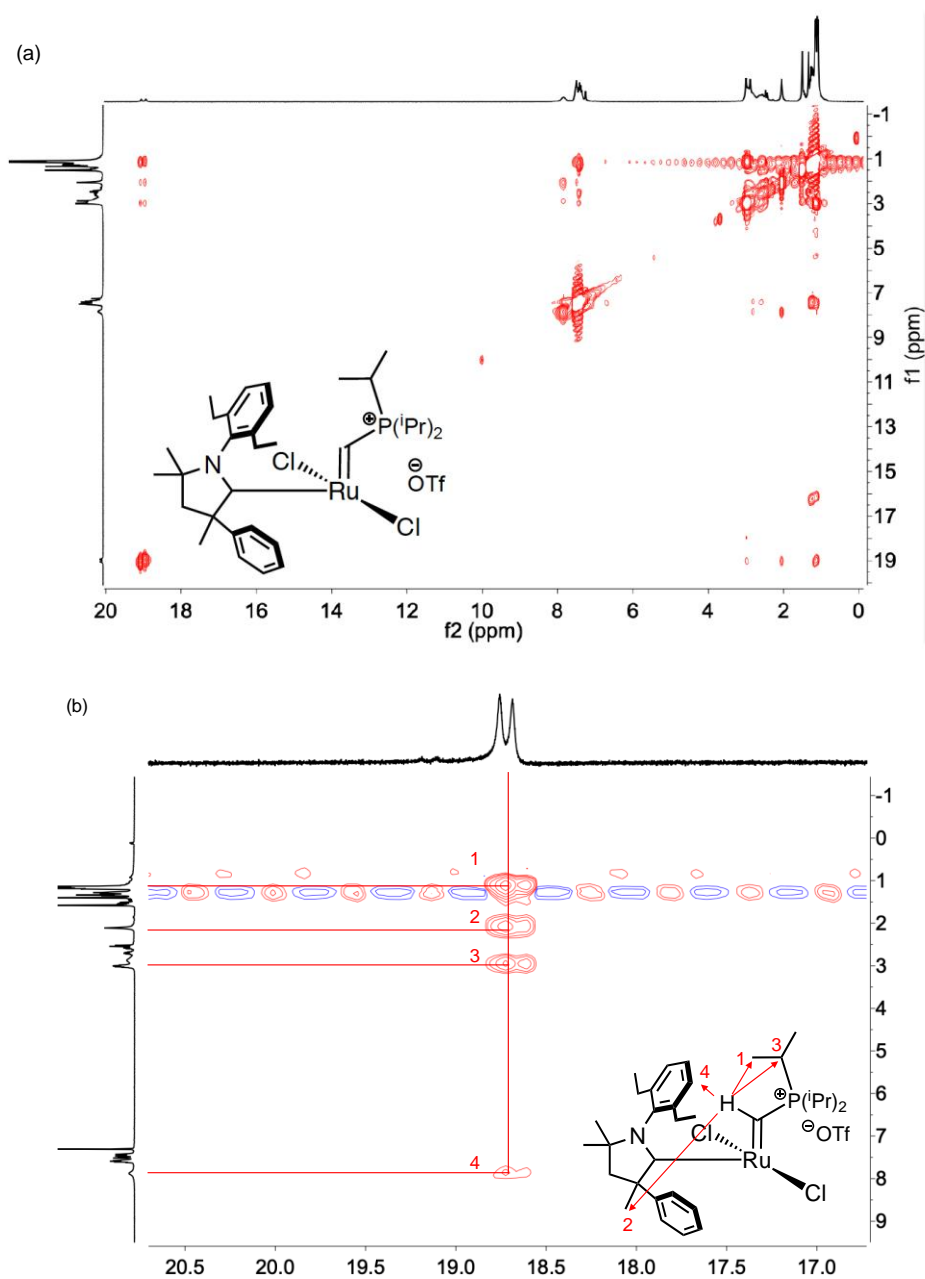 (a)
-1
1
3
5
7
9
11
13
15
17
19
f1 (ppm)
N
Cl
Ru
Cl
⊕
P(iPr)2
⊖
OTf
20 18 16 14 12 10 8 6 4 2 0
f2 (ppm)
(b)
-1
0
1
2
3
4
5
6
7
8
9
1
2
3
4
1
3
4
H
⊕
P(iPr)2
⊖OTf
N
Cl
Ru
Cl
2
20.5 20.0 19.5 19.0 18.5 18.0 17.5 17.0